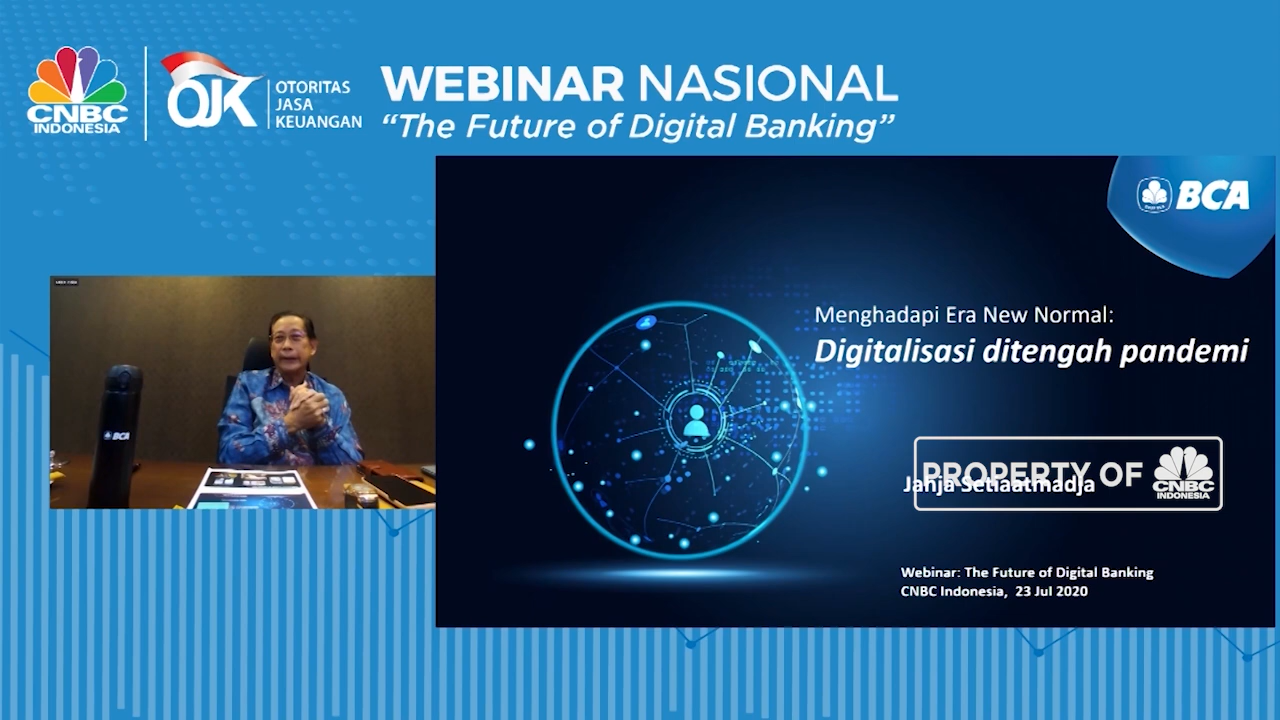 CNBC
INDONESIA
OJK
OTORITAS
JASA
KEUANGAN
WEBINAR NASIONAL
“The Future of Digital Banking”
BCA
Menghadapi Era New Normal:
Digitalisasi ditengah pandemi
PROPERTY OF CNBC
INDONESIA
Jahja Setiaatmadja
Webinar: The Future of Digital Banking
CNBC Indonesia, 23 Jul 2020
BCA